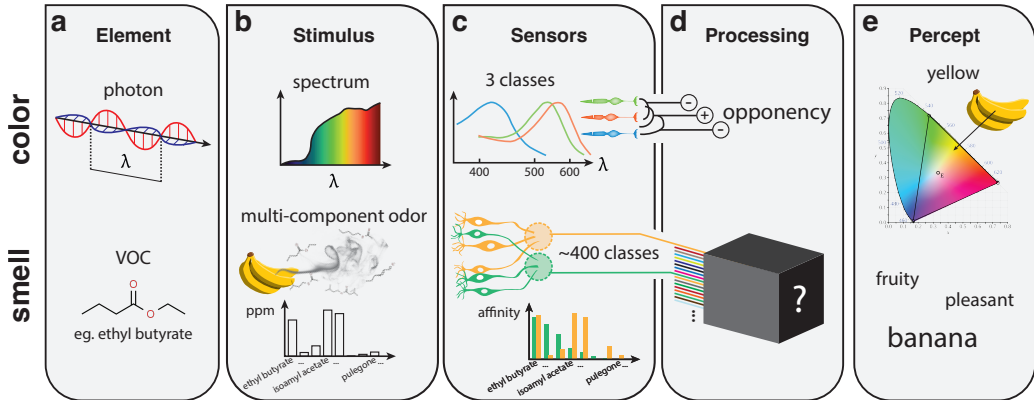 a Element
b Stimulus
c Sensors
d Processing
e Percept
color
photon
λ
spectrum
λ
3 classes
400 500 600 λ
−
+
−
opponency
yellow
E
smell
VOC
O
O
eg. ethyl butyrate
multi-component odor
ppm
ethyl butyrate ... isoamyl acetate ... pulegone ...
~400 classes
affinity
ethyl butyrate ... isoamyl acetate ... pulegone ...
...
?
fruity
pleasant
banana